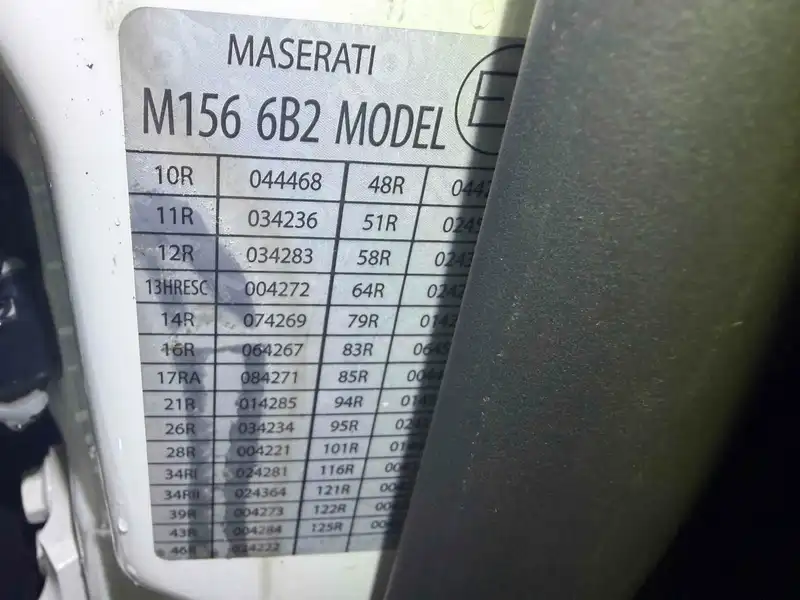 MASERATI
M156 6B2 MODEL E
10R 044468 48R
11R 034236 51R
12R 034283 58R
13HRESC 004272 64R
14R 074269 79R
16R 064267 83R
17RA 084271 85R
21R 014285 94R
26R 034234 95R
28R 004221 101R
34RI 024281 116R
34RII 024364 121R
39R 004273 122R
43R 004284 125R
46R 024222